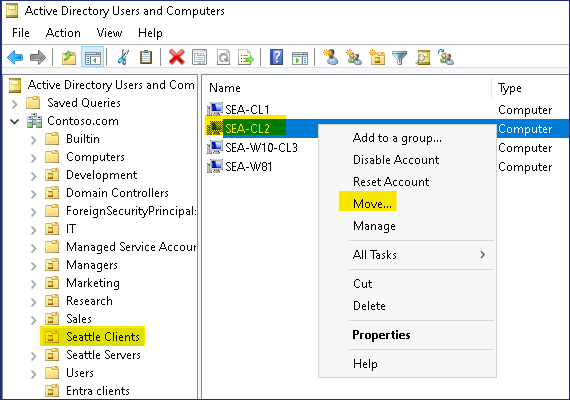 Active Directory Users and Computers
File Action View Help
Active Directory Users and Com
Saved Queries
Contoso.com
Builtin
Computers
Development
Domain Controllers
ForeignSecurityPrincipal:
IT
Managed Service Accour
Managers
Marketing
Research
Sales
Seattle Clients
Seattle Servers
Users
Entra clients
Name Type
SEA-CL1 Computer
SEA-CL2 Computer
SEA-W10-CL3 Computer
SEA-W81 Computer
Add to a group...
Disable Account
Reset Account
Move...
Manage
All Tasks
Cut
Delete
Properties
Help